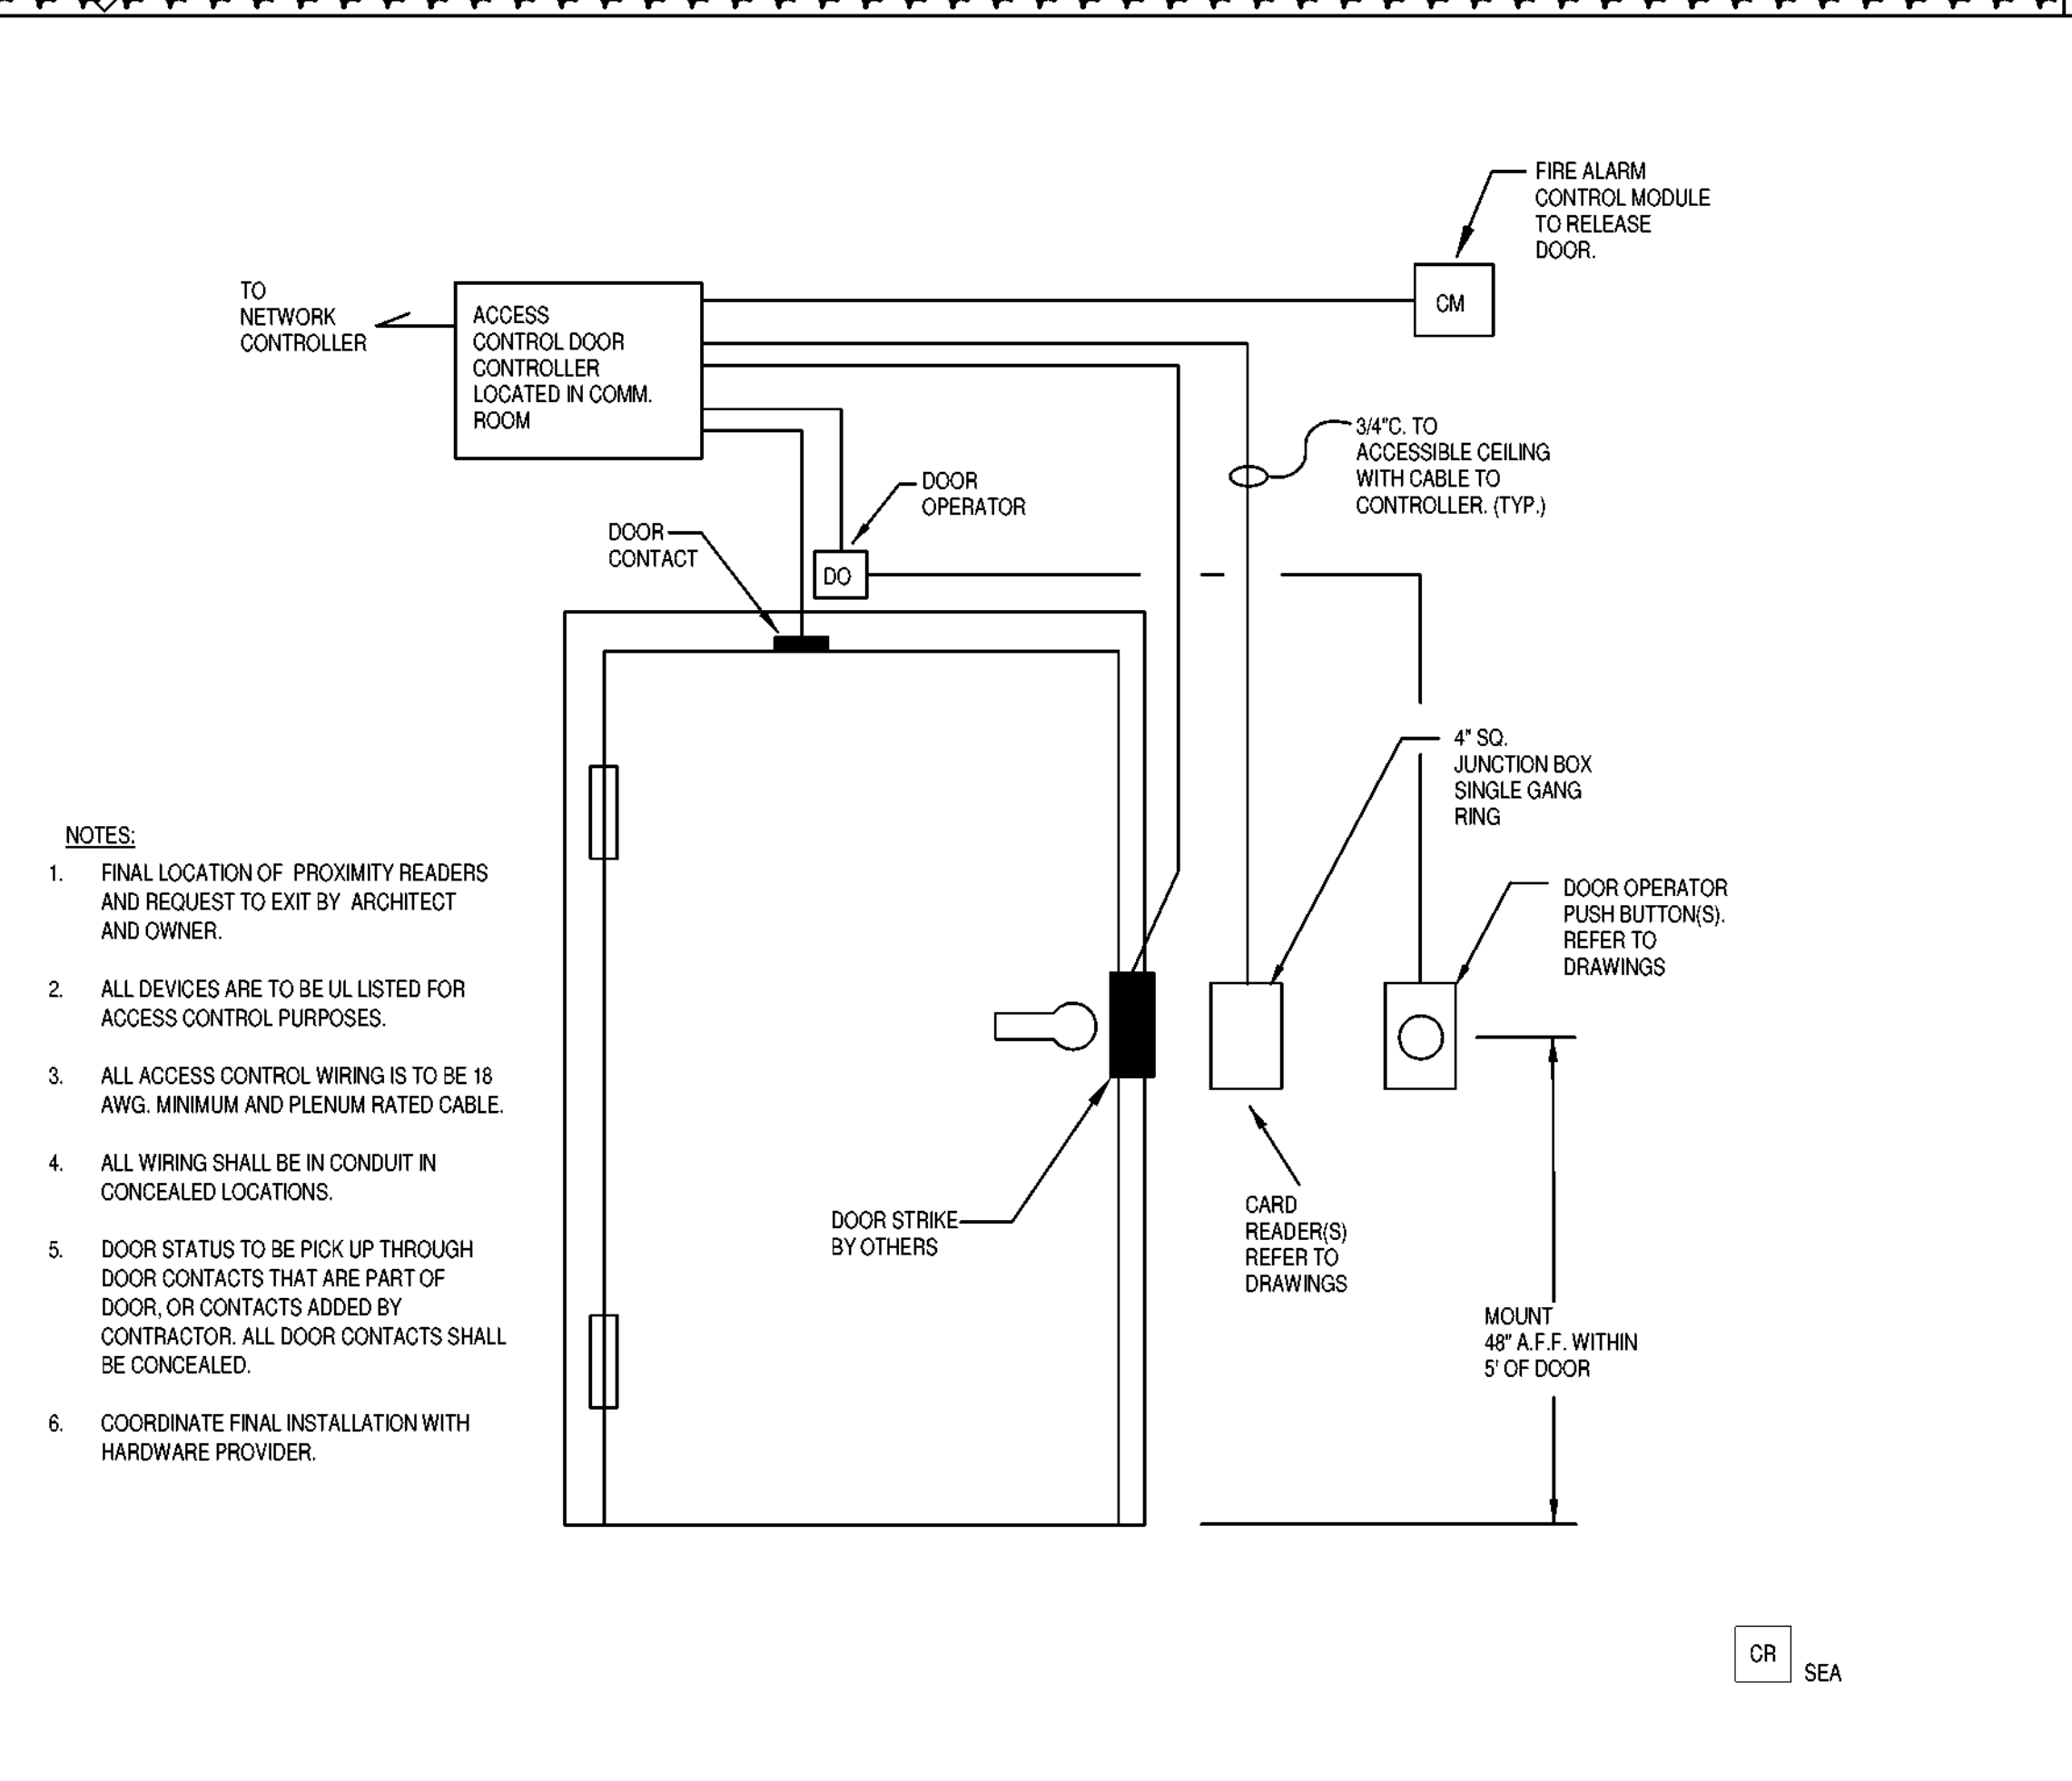 FIRE ALARM
CONTROL MODULE
TO RELEASE
DOOR.
CM
TO
NETWORK
CONTROLLER
ACCESS
CONTROL DOOR
CONTROLLER
LOCATED IN COMM.
ROOM
3/4"C. TO
ACCESSIBLE CEILING
WITH CABLE TO
CONTROLLER. (TYP.)
DOOR
OPERATOR
DOOR
CONTACT
DO
4" SQ.
JUNCTION BOX
SINGLE GANG
RING
DOOR OPERATOR
PUSH BUTTON(S).
REFER TO
DRAWINGS
NOTES:
1. FINAL LOCATION OF PROXIMITY READERS
AND REQUEST TO EXIT BY ARCHITECT
AND OWNER.
2. ALL DEVICES ARE TO BE UL LISTED FOR
ACCESS CONTROL PURPOSES.
3. ALL ACCESS CONTROL WIRING IS TO BE 18
AWG. MINIMUM AND PLENUM RATED CABLE.
4. ALL WIRING SHALL BE IN CONDUIT IN
CONCEALED LOCATIONS.
5. DOOR STATUS TO BE PICK UP THROUGH
DOOR CONTACTS THAT ARE PART OF
DOOR, OR CONTACTS ADDED BY
CONTRACTOR. ALL DOOR CONTACTS SHALL
BE CONCEALED.
6. COORDINATE FINAL INSTALLATION WITH
HARDWARE PROVIDER.
DOOR STRIKE
BY OTHERS
CARD
READER(S)
REFER TO
DRAWINGS
MOUNT
48" A.F.F. WITHIN
5' OF DOOR
CR
SEA